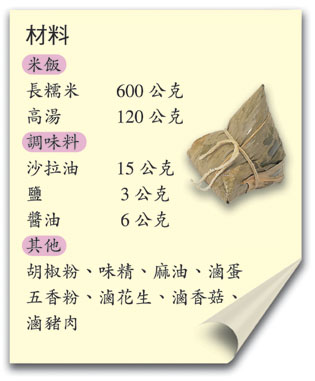 材料
米飯
長糯米 600 公克
高湯 120 公克
調味料
沙拉油 15 公克
鹽 3 公克
醬油 6 公克
其他
胡椒粉、味精、麻油、滷蛋
五香粉、滷花生、滷香菇、
滷豬肉